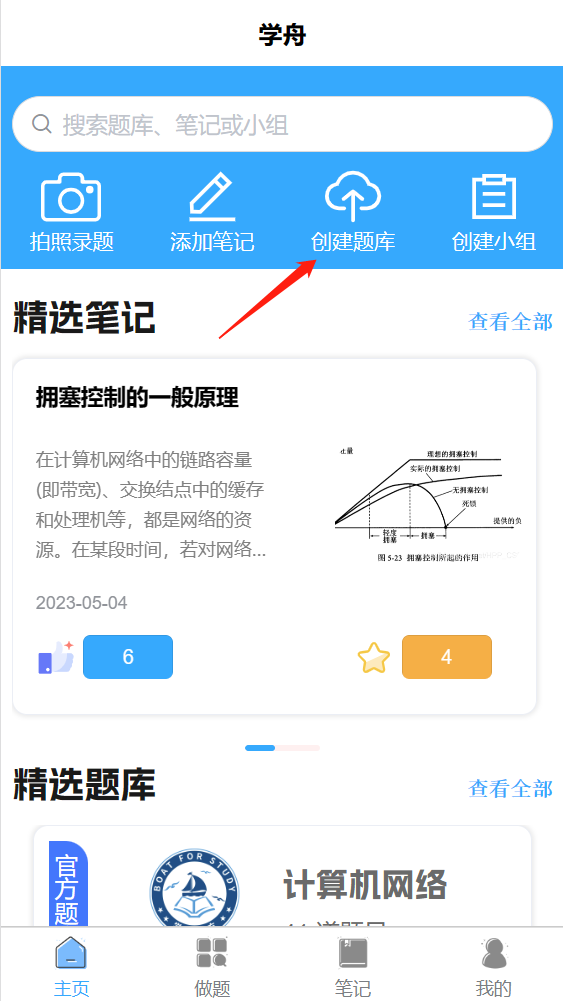 学舟
搜索题库、笔记或小组
拍照录题 添加笔记 创建题库 创建小组
精选笔记 查看全部
拥塞控制的一般原理
在计算机网络中的链路容量
(即带宽)、交换结点中的缓存
和处理机等，都是网络的资
源。在某段时间，若对网络...
理想的拥塞控制
实际的拥塞控制
无拥塞控制
死锁
提供的负
轻度
拥塞
拥塞
图 5-23 拥塞控制所起的作用
2023-05-04
6 4
精选题库 查看全部
官方题
BOAT FOR STUDY
计算机网络
主页 做题 笔记 我的